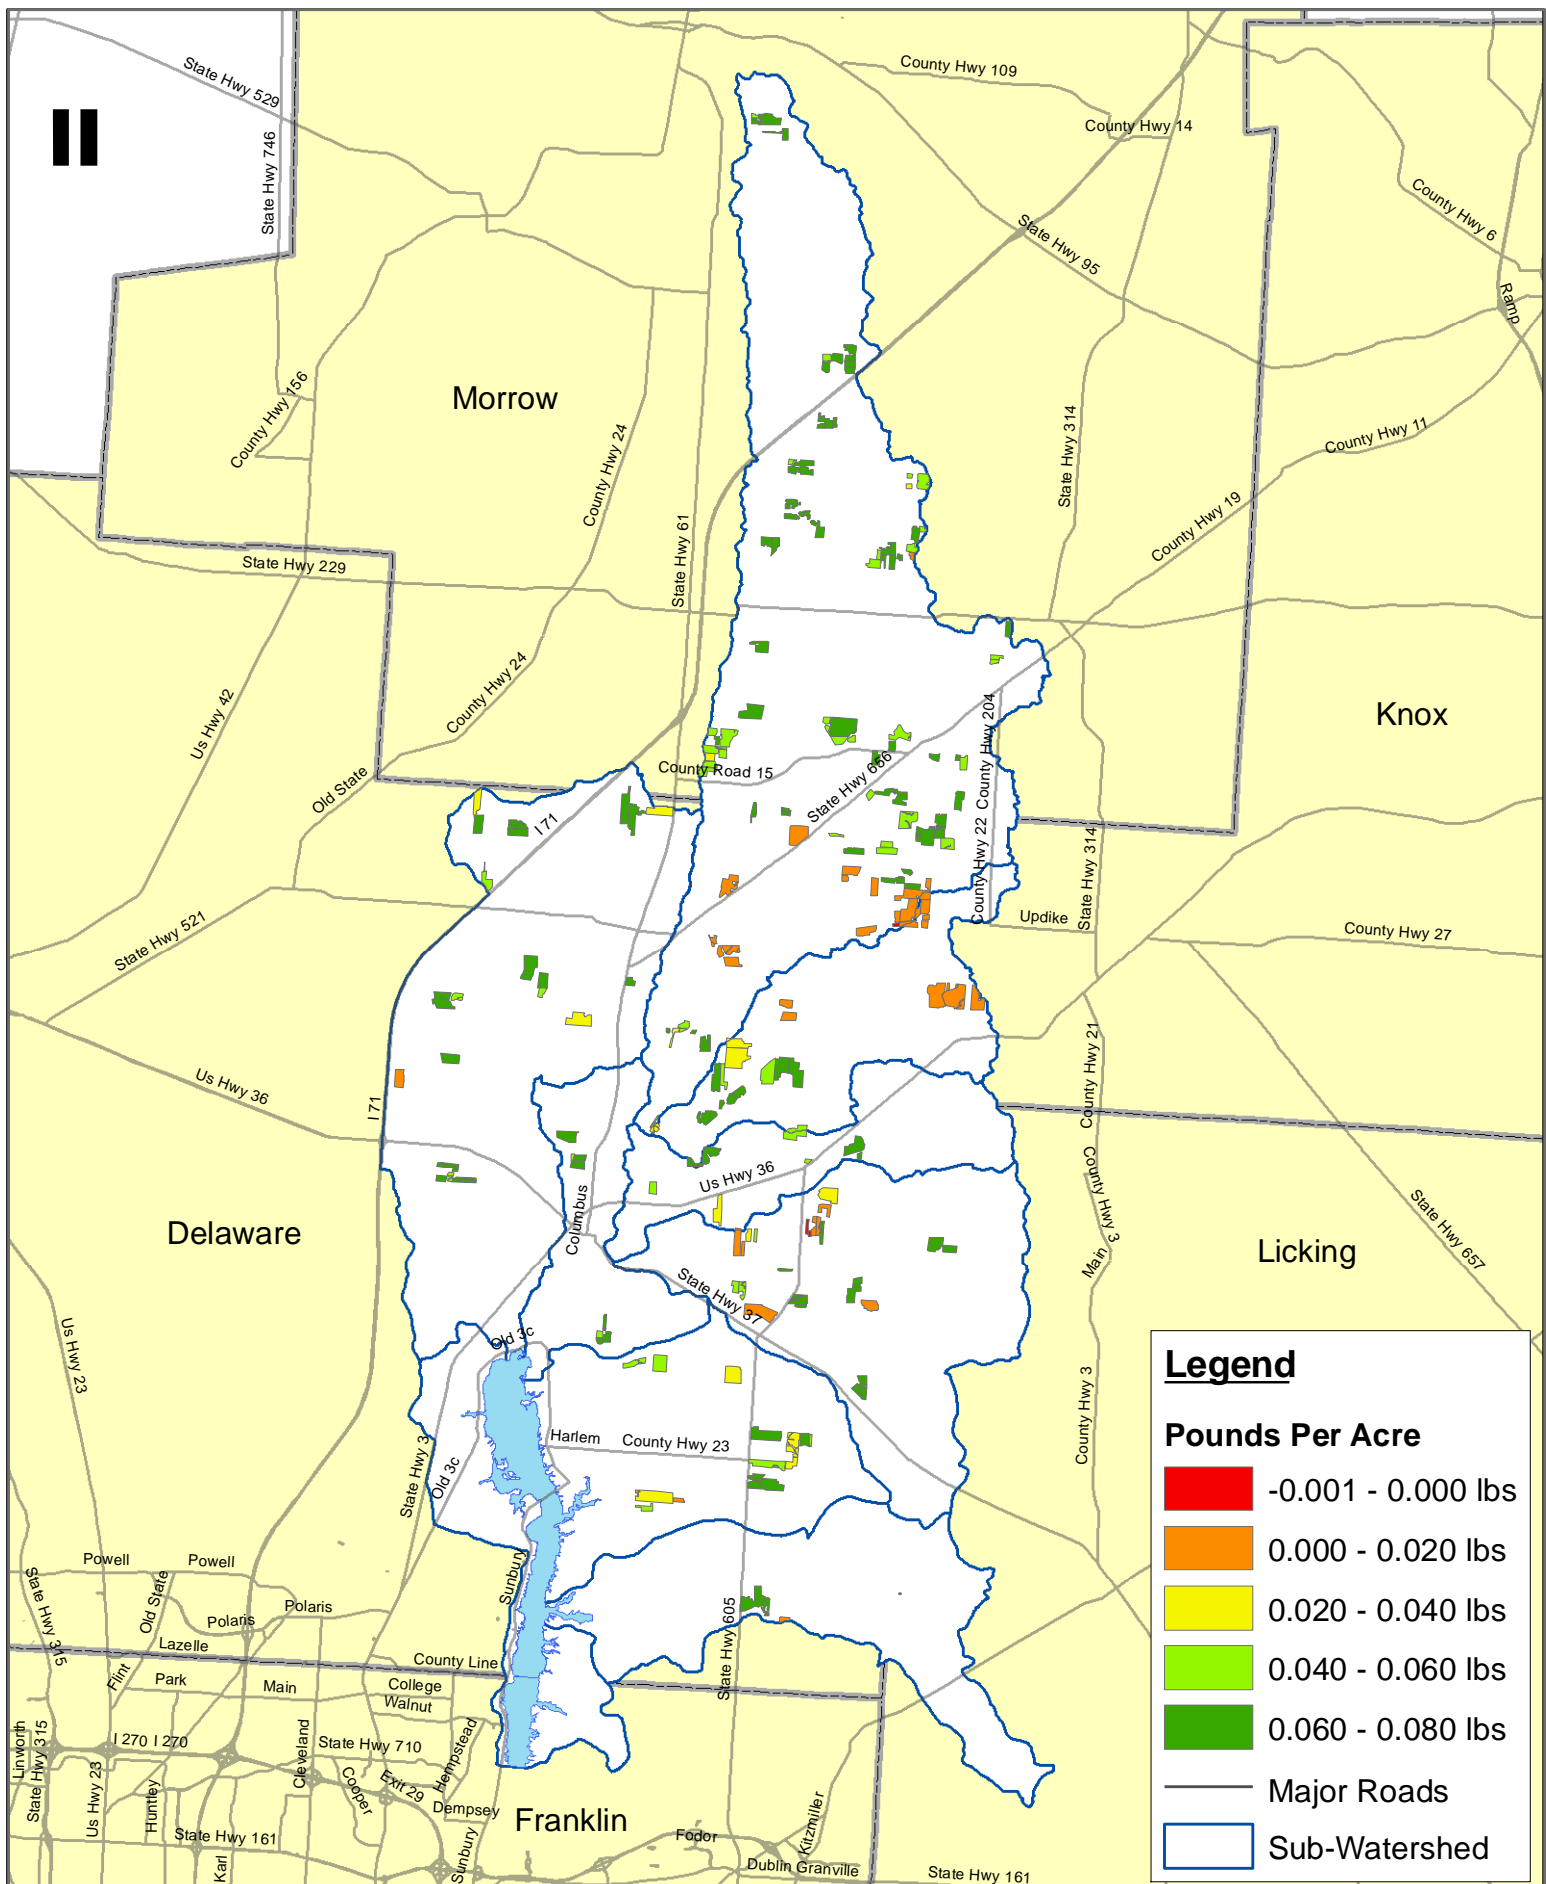 II
State Hwy 529
State Hwy 746
County Hwy 109
County Hwy 14
County Hwy 6
State Hwy 95
Ramp
County Hwy 156
Morrow
County Hwy 24
State Hwy 314
County Hwy 11
County Hwy 19
State Hwy 61
State Hwy 229
County Hwy 24
Us Hwy 42
Old State
County Hwy 204
Knox
County Road 15
State Hwy 656
I 71
County Hwy 22
State Hwy 314
State Hwy 521
Updike
County Hwy 27
Us Hwy 36
I 71
County Hwy 21
County Hwy 3
Us Hwy 36
Columbus
Delaware
Main
Licking
State Hwy 657
State Hwy 37
Us Hwy 23
Old 3c
County Hwy 3
Harlem
County Hwy 23
State Hwy 3
Old 3c
Legend
Pounds Per Acre
-0.001 - 0.000 lbs
0.000 - 0.020 lbs
0.020 - 0.040 lbs
0.040 - 0.060 lbs
0.060 - 0.080 lbs
Major Roads
Sub-Watershed
Powell
Powell
State Hwy 315
Old State
Polaris
Polaris
Sunbury
State Hwy 605
Lazelle
County Line
Flint
Park
Main
College
Walnut
Linworth
State Hwy 315
I 270
I 270
Us Hwy 23
Huntley
Cleveland
State Hwy 710
Cooper
Exit 29
Hempstead
Dempsey
Franklin
State Hwy 161
Karl
Sunbury
Fodor
Kitzmiller
Dublin Granville
State Hwy 161